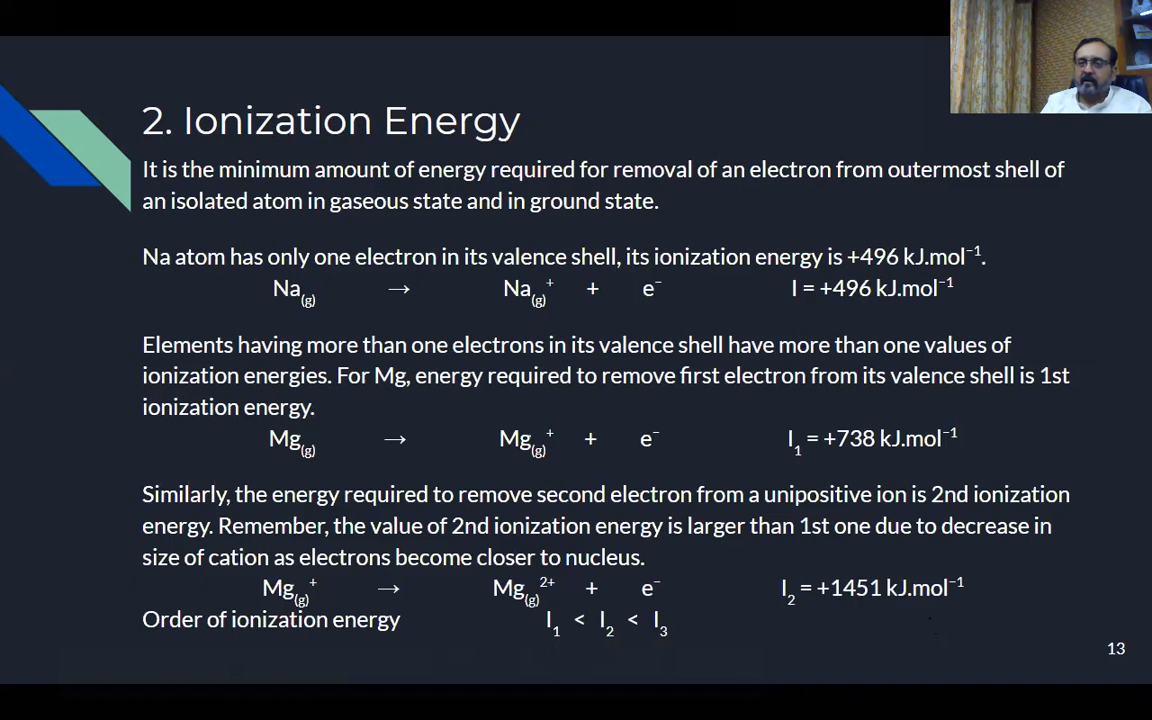 2. Ionization Energy
It is the minimum amount of energy required for removal of an electron from outermost shell of
an isolated atom in gaseous state and in ground state.
Na atom has only one electron in its valence shell, its ionization energy is +496 kJ.mol⁻¹.
Na(g) → Na(g)⁺ + e⁻ I = +496 kJ.mol⁻¹
Elements having more than one electrons in its valence shell have more than one values of
ionization energies. For Mg, energy required to remove first electron from its valence shell is 1st
ionization energy.
Mg(g) → Mg(g)⁺ + e⁻ I₁ = +738 kJ.mol⁻¹
Similarly, the energy required to remove second electron from a unipositive ion is 2nd ionization
energy. Remember, the value of 2nd ionization energy is larger than 1st one due to decrease in
size of cation as electrons become closer to nucleus.
Mg(g)⁺ → Mg(g)²⁺ + e⁻ I₂ = +1451 kJ.mol⁻¹
Order of ionization energy I₁ < I₂ < I₃
13